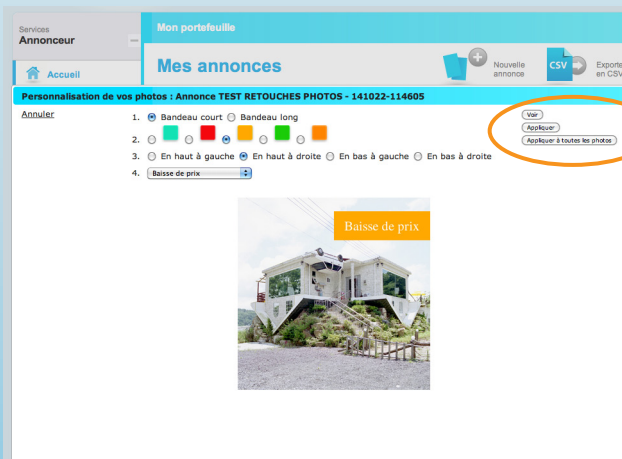 Services
Annonceur
Mon portefeuille
Accueil
Mes annonces
Nouvelle
annonce
CSV
Exporte
en CSV
Personnalisation de vos photos : Annonce TEST RETOUCHES PHOTOS - 141022-114605
Annuler
1. Bandeau court Bandeau long
2.
3. En haut à gauche En haut à droite En bas à gauche En bas à droite
4. Baisse de prix
Voir
Appliquer
Appliquer à toutes les photos
Baisse de prix